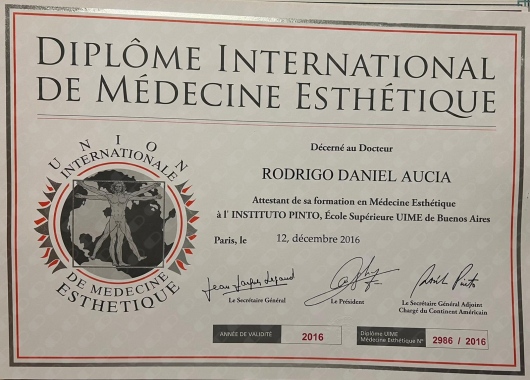 DIPLÔME INTERNATIONAL
DE MÉDECINE ESTHÉTIQUE
UNION
INTERNATIONALE
DE MEDECINE
ESTHÉTIQUE
Décerné au Docteur
RODRIGO DANIEL AUCIA
Attestant de sa formation en Médecine Esthétique
à l' INSTITUTO PINTO, École Supérieure UIME de Buenos Aires
Paris, le 12, décembre 2016
Le Secrétaire Général
Le Président
Le Secrétaire Général Adjoint
Chargé du Continent Américain
ANNÉE DE VALIDITÉ 2016
Diplôme UIME
Médecine Esthétique N° 2986 / 2016